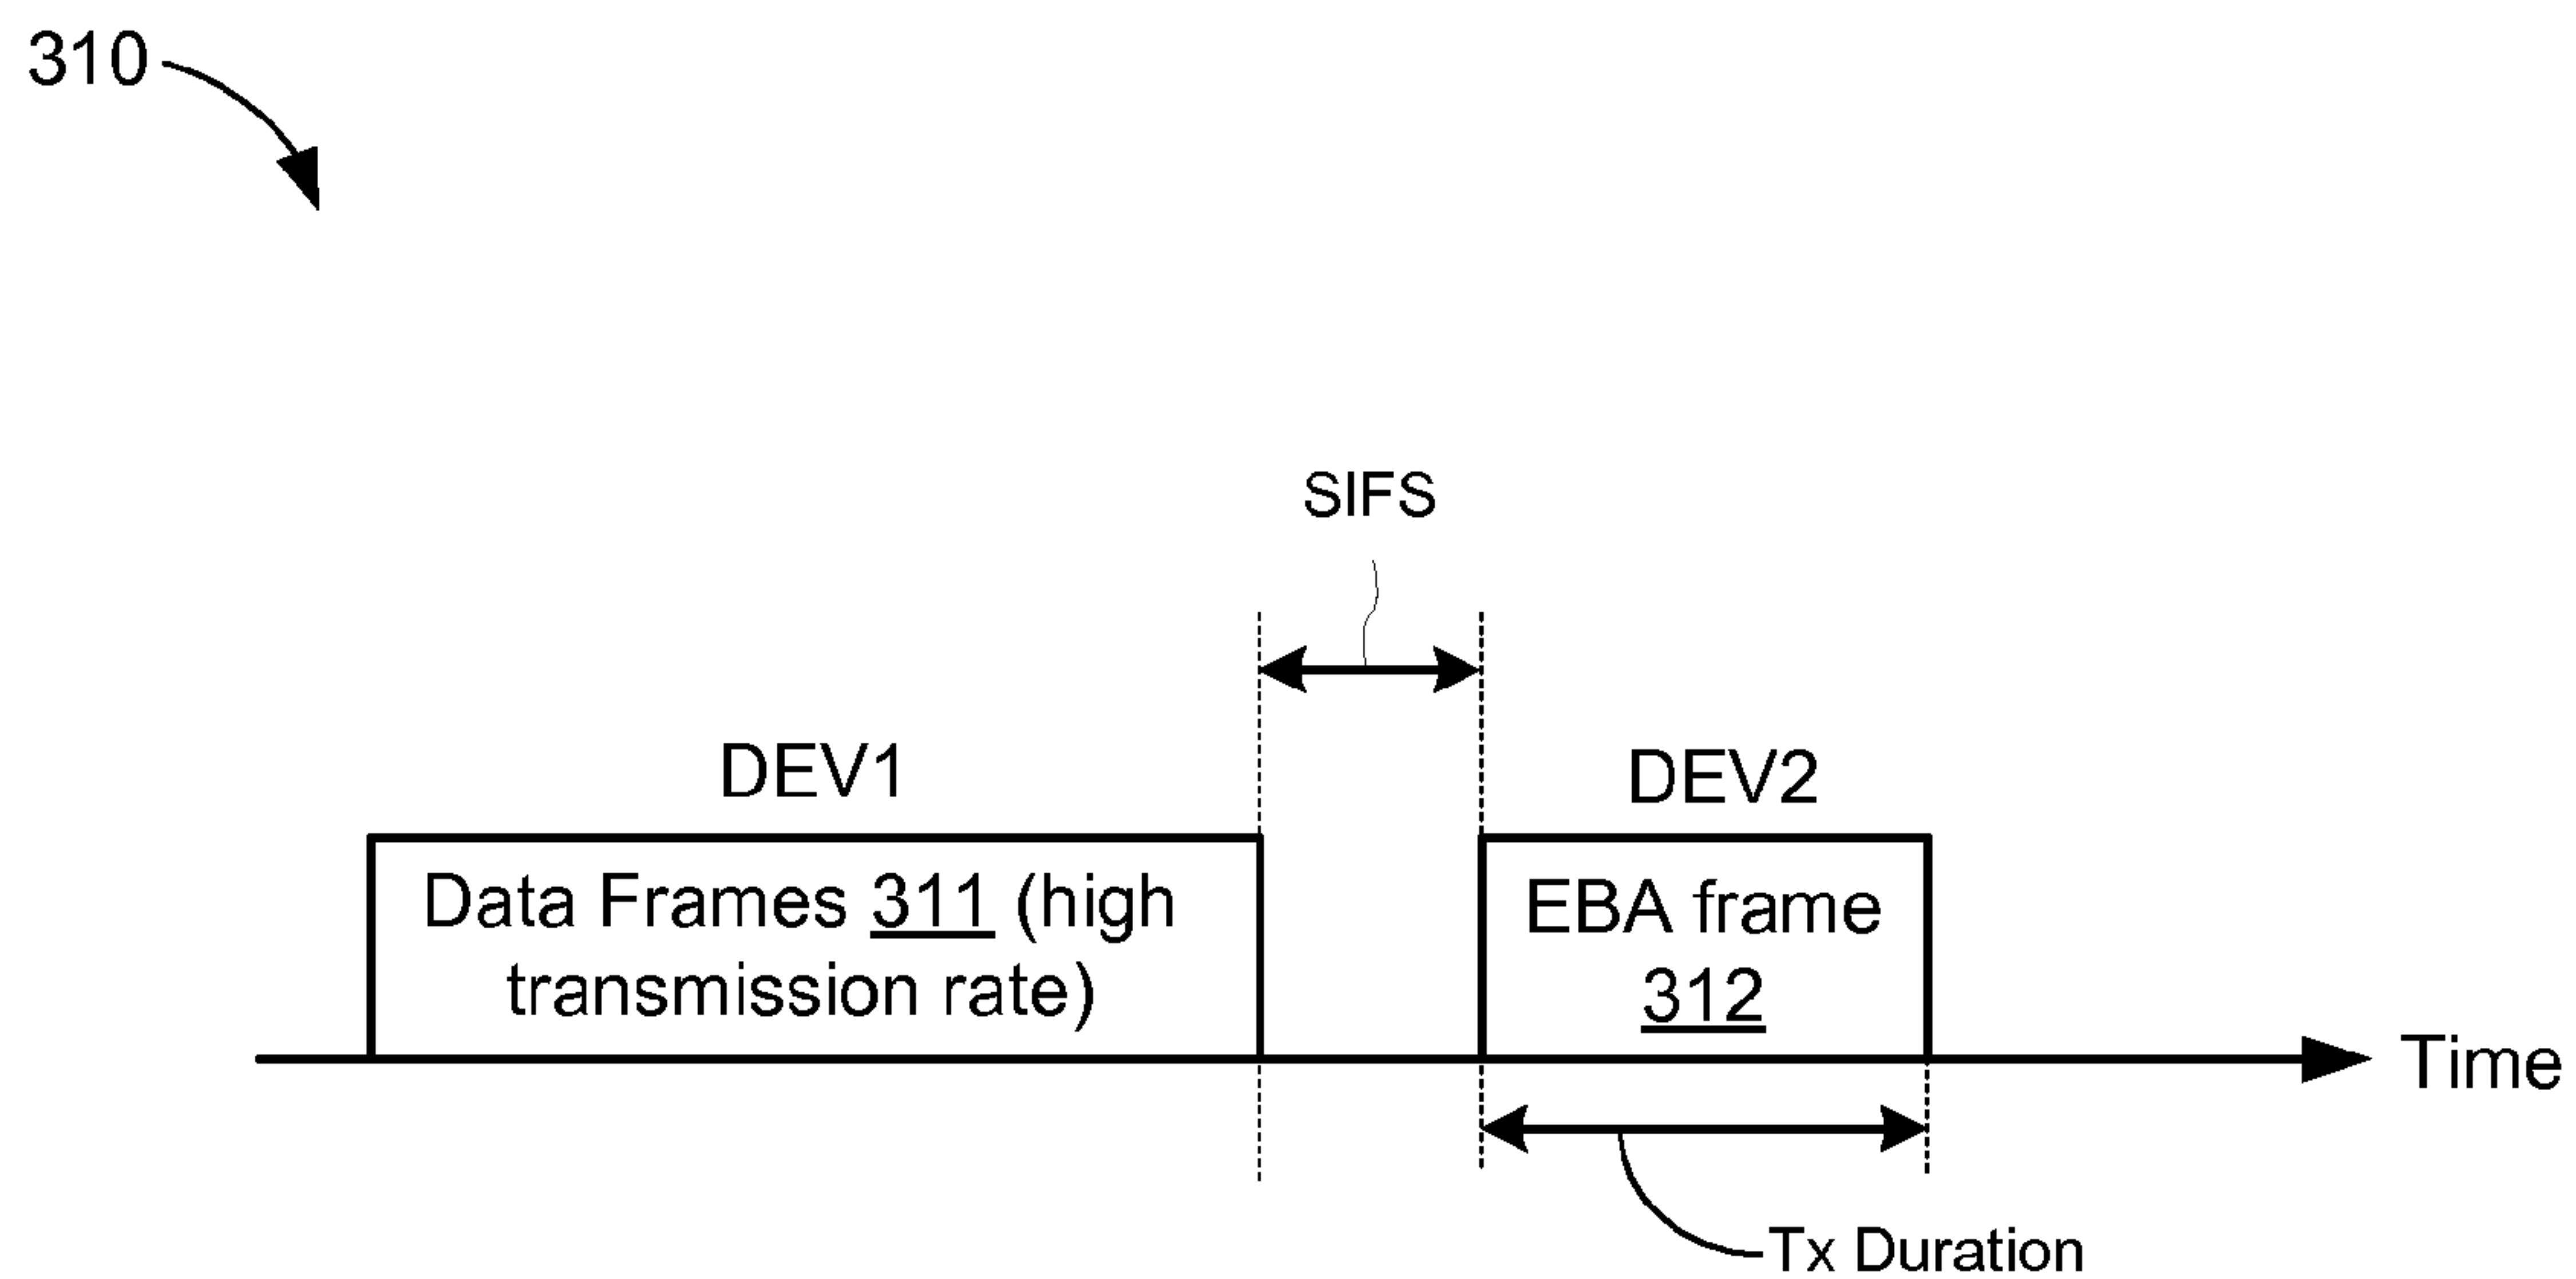 310
SIFS
DEV1
DEV2
Data Frames 311 (high
transmission rate)
EBA frame
312
Time
Tx Duration